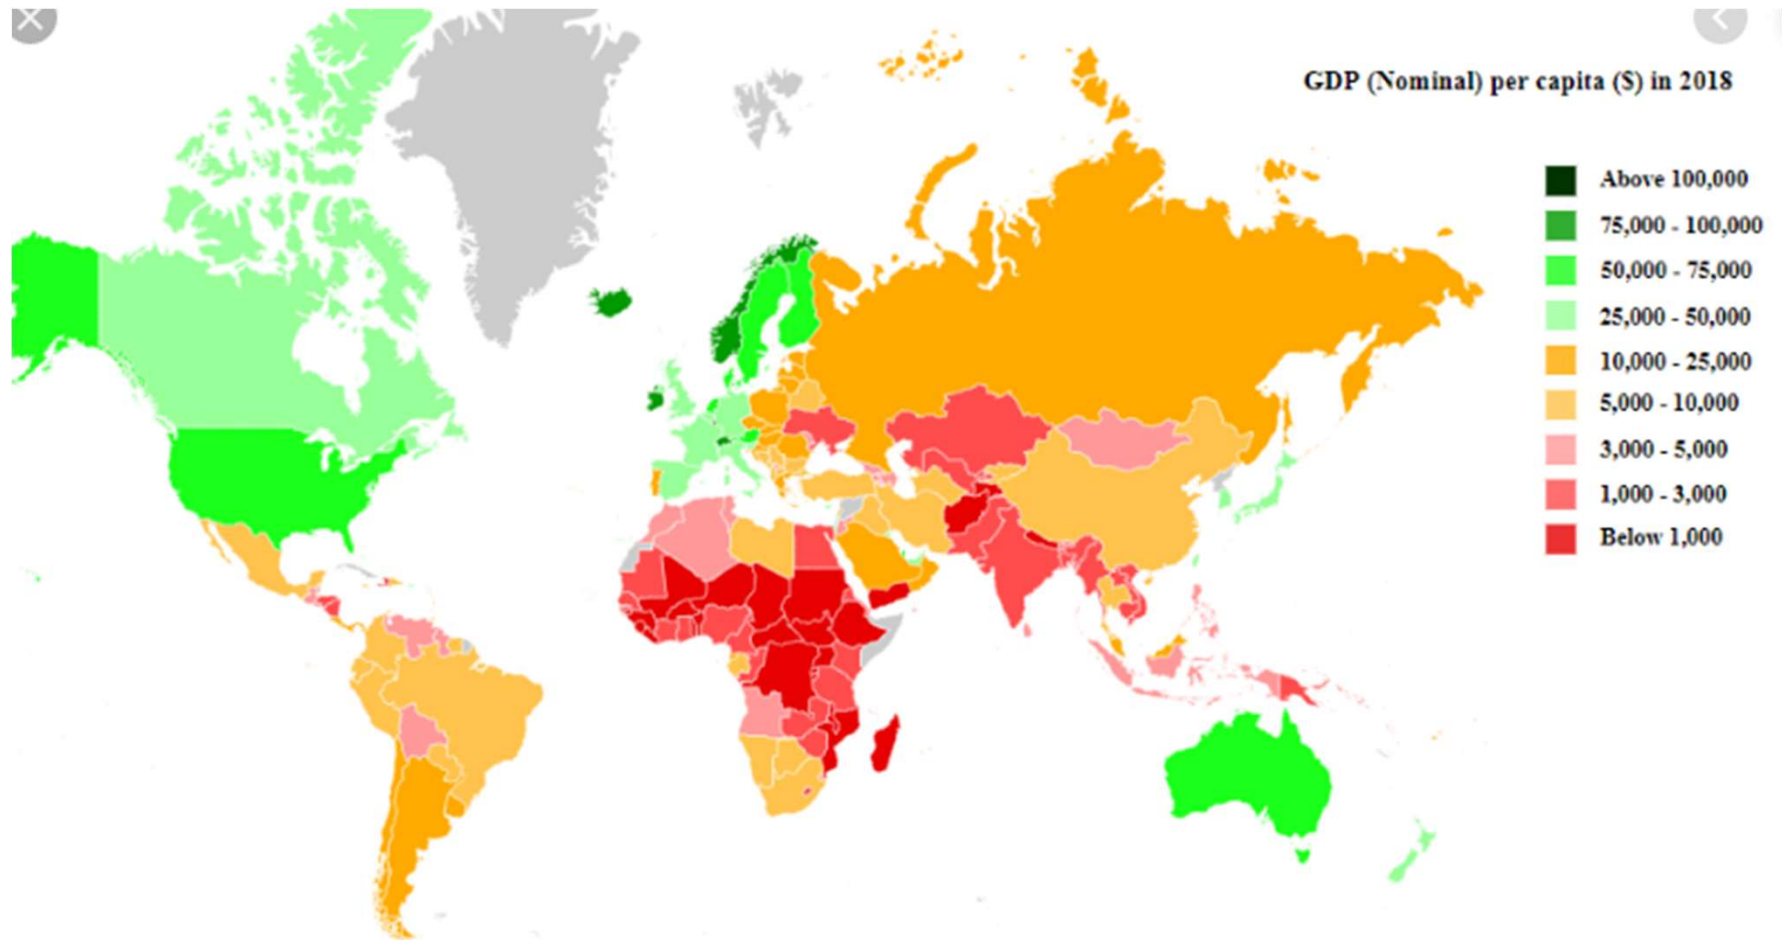 GDP (Nominal) per capita ($) in 2018
Above 100,000
75,000 - 100,000
50,000 - 75,000
25,000 - 50,000
10,000 - 25,000
5,000 - 10,000
3,000 - 5,000
1,000 - 3,000
Below 1,000